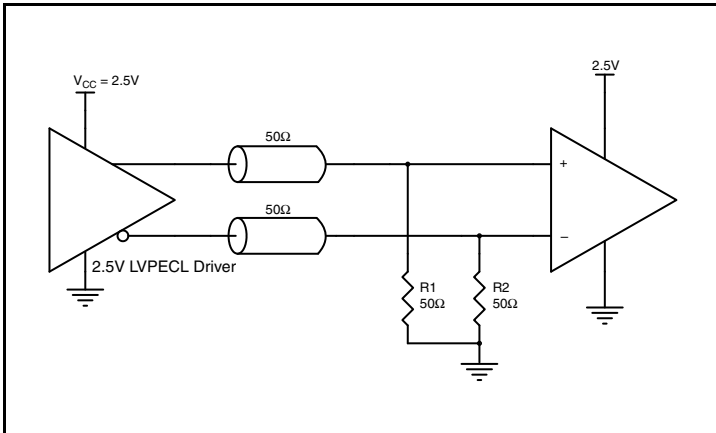 V_CC = 2.5V
2.5V
50Ω
+
50Ω
−
2.5V LVPECL Driver
R1
50Ω
R2
50Ω